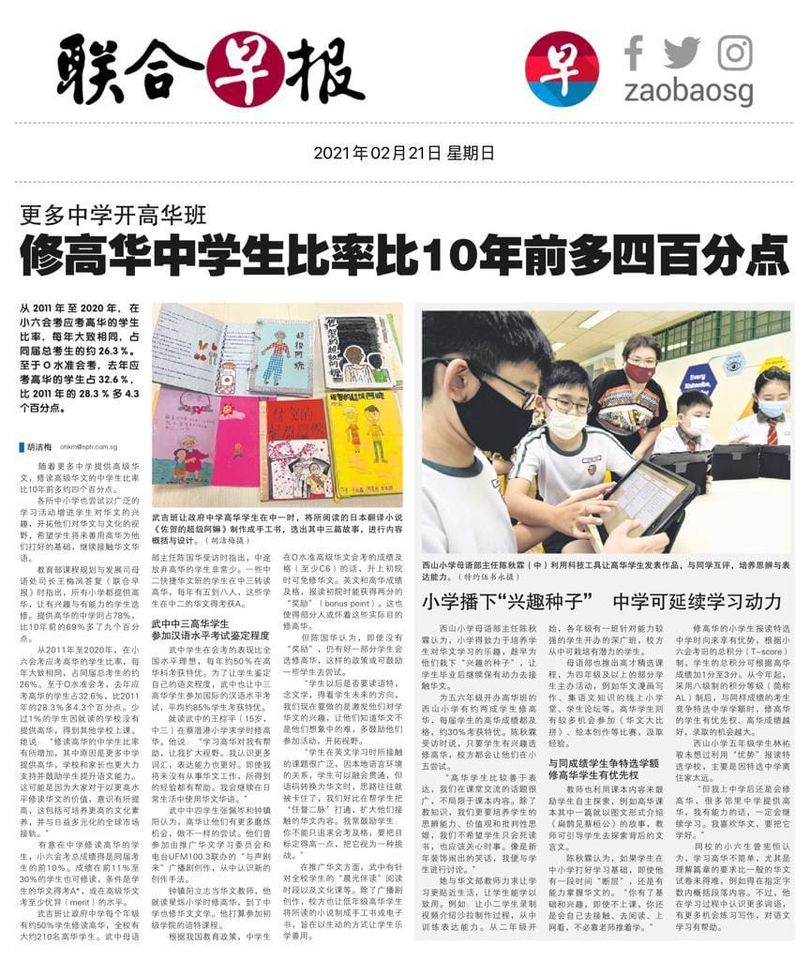 联合早报
早
zaobaosg
2021年02月21日 星期日
更多中学开高华班
修高华中学生比率比10年前多四百分点
从2011年至2020年，在
小六会考应考高华的学生
比率，每年大致相同，占
同届总考生的约26.3%。
至于O水准会考，去年应
考高华的学生占32.6%，
比2011年的28.3%多4.3
个百分点。
胡洁梅 ohkm@sph.com.sg
随着更多中学提供高级华
文，修读高级华文的中学生比率
比10年前多约四个百分点。
各所中小学也尝试以广泛的
学习活动增进学生对华文的兴
趣，开拓他们对华文与文化的视
野，希望学生将来善用高华为他
们打好的基础，继续接触华文华
语。
教育部课程规划与发展司母
语处司长王梅凤答复《联合早
报》时指出，所有小学都提供高
华，让有兴趣与有能力的学生选
修。提供高华的中学则占78%，
比10年前的69%多了九个百分
点。
从2011年至2020年，在小六
会考应考高华的学生比率，每
年大致相同，占同届总考生的约
26%。至于O水准会考，去年应
考高华的学生占32.6%，比2011
年的28.3%多4.3个百分点。少
过1%的学生因就读的学校没有
提供高华，得到其他学校上课。
她说：“修读高华的中学生比率
有所增加，其中原因是更多中学
提供高华，学校和家长也更大力
支持并鼓励学生提升语文能力。
这可能是因为大家对于以更高水
平修读华文的价值，意识有所提
高，这包括可培养更高的文化素
养，并与日益多元化的全球市场
接轨。”
有意在中学修读高华的学
生，小六会考总成绩得是同届考
生的前10%。成绩在前11%至
30%的学生也可修读，条件是学
生的华文得考A*，或在高级华文
考至少优异（merit）的水平。
武吉班让政府中学每个年级
有约50%学生修读高华，全校有
大约210名高华学生。武中母语
武吉班让政府中学高华学生在中一时，将所阅读的日本翻译小说
《佐贺的超级阿嬷》制作成手工书，选出其中三篇故事，进行内容
概括与设计。（胡洁梅摄）
部主任陈国华受访时指出，中途
放弃高华的学生非常少。一些中
二快捷华文班的学生在中三转读
高华，每年有五到八人，这些学
生在中二的华文得考获A。
武中中三高华学生
参加汉语水平考试鉴定程度
武中学生在会考的表现比全
国水平理想，每年约50%在高
华科考获特优。为了让学生鉴定
自己的语文程度，武中也让中三
高华学生参加国际的汉语水平考
试，平均约85%学生考获特优。
就读武中的王棕平（15岁，
中三）在蔡厝港小学求学时修高
华。他说：“学习高华对我有帮
助，让我扩大视野。我认识更多
词汇，表达能力也更好。即使我
将来没有从事华文工作，所得到
的经验都有帮助。我会继续在日
常生活中使用华文华语。”
武中中四学生张佩岑和钟镇
阳认为，高华让他们有更多磨炼
机会，做不一样的尝试。他们曾
参加由推广华文学习委员会和
电台UFM100.3联办的“与声剧
来”广播剧创作，从中认识新的
创作手法。
钟镇阳立志当华文教师，他
就读星烁小学时修高华，到了中
学也修华文文学。他打算参加初
级学院的语特课程。
根据我国教育政策，中学生
在O水准高级华文会考的成绩及
格（至少C6）的话，升上初院
时可免修华文。英文和高华成绩
及格，报读初院时能获得两分的
“奖励”（bonus point）。这也
使得部分人或怀着这些实际目的
修高华。
但陈国华认为，即使没有
“奖励”，仍有好一部分学生会
选修高华，这样的政策或可鼓励
一些学生去尝试。
“学生以后是否要读语特，
念文学，得看学生未来的方向，
我们现在要做的是激发他们对学
华文的兴趣，让他们知道华文不
是他们想象中的难，多鼓励他们
参加活动，开拓视野。
“学生在英文学习时所接触
的课题很广泛，因本地语言环境
的关系，学生可以融会贯通，但
语码转换为华文时，思路往往就
被卡住了，我们好比在帮学生把
‘任督二脉’打通，扩大他们接
触的华文内容。我常鼓励学生：
你不能只追求会考及格，要把目
标定得高一点，把它视为一种挑
战。”
在推广华文方面，武中有针
对全校学生的“晨光伴读”阅读
时段以及文化课等。除了广播剧
创作，校方也让低年级高华学生
将所读的小说制成手工书或电子
书，旨在以生动的方式让学生乐
学善用。
西山小学母语部主任陈秋霖（中）利用科技工具让高华学生发表作品，与同学互评，培养思辨与表
达能力。（特约伍书永摄）
小学播下“兴趣种子” 中学可延续学习动力
西山小学母语部主任陈秋
霖认为，小学得致力于培养学
生对华文学习的乐趣，趁早为
他们栽下“兴趣的种子”，让
学生毕业后继续保有动力去接
触华文。
为五六年级开办高华班的
西山小学有约两成学生修高
华，每届学生的高华成绩都及
格，约30%考获特优。陈秋霖
受访时说，只要学生有兴趣选
修高华，校方都会让他们在小
五尝试。
“高华学生比较善于表
达，我们在课堂交流的话题很
广，不局限于课本内容。除了
教知识，我们更要培养学生的
思辨能力、价值观和批判性思
维，我们不希望学生只会死读
书，也应该关心时事。像是新
年装饰闹出的笑话，我便与学
生进行讨论。”
她与华文部教师力求让学
习更贴近生活，让学生能学以
致用。例如：让小二学生录制
视频介绍沙拉制作过程，从中
训练表达能力。从二年级开
始，各年级有一班针对能力较
强的学生开办的深广班，校方
从中可栽培有潜力的学生。
母语部也推出高才精选课
程，为四年级及以上的部分学
生主办活动，例如华文漫画写
作、集语文知识的线上小学
堂、学生论坛等。高华学生则
有较多机会参加《华文大比
拼》、绘本创作等比赛，汲取
经验。
与同成绩学生争特选学额
修高华学生有优先权
教师也利用课本内容来鼓
励学生自主探索，例如高华课
本其中一篇就以图文形式介绍
《扁鹊见蔡桓公》的故事，教
师可引导学生去探索背后的文
言文。
陈秋霖认为，如果学生在
中小学打好学习基础，即使他
有一段时间“断层”，还是有
能力掌握华文的。“你有了基
础和兴趣，即使不上课，你还
是会自己去接触、去阅读、上
网看，不必靠老师推着学。”
修高华的小学生报读特选
中学时向来享有优势，根据小
六会考旧的总积分（T-score）
制，学生的总积分可根据高华
成绩加1分至3分。从今年起，
采用八级制的积分等级（简称
AL）制后，与同样成绩的考生
竞争特选中学学额时，修高华
的学生有优先权、高华成绩越
好，录取的机会越大。
西山小学五年级学生林祐
骏未想过利用“优势”报读特
选学校，主要是因特选中学离
住家太远。
“但我上中学后还是会修
高华，很多邻里中学提供高
华，我有能力的话，一定会继
续学习。我喜欢华文，要把它
学好。”
同校的小六生曾宪恒认
为，学习高华不简单，尤其是
理解篇章的要求比一般的华文
试卷来得难，例如得在指定字
数内概括段落内容。不过，他
在学习过程中认识更多词语，
有更多机会练习写作，对语文
学习有帮助。